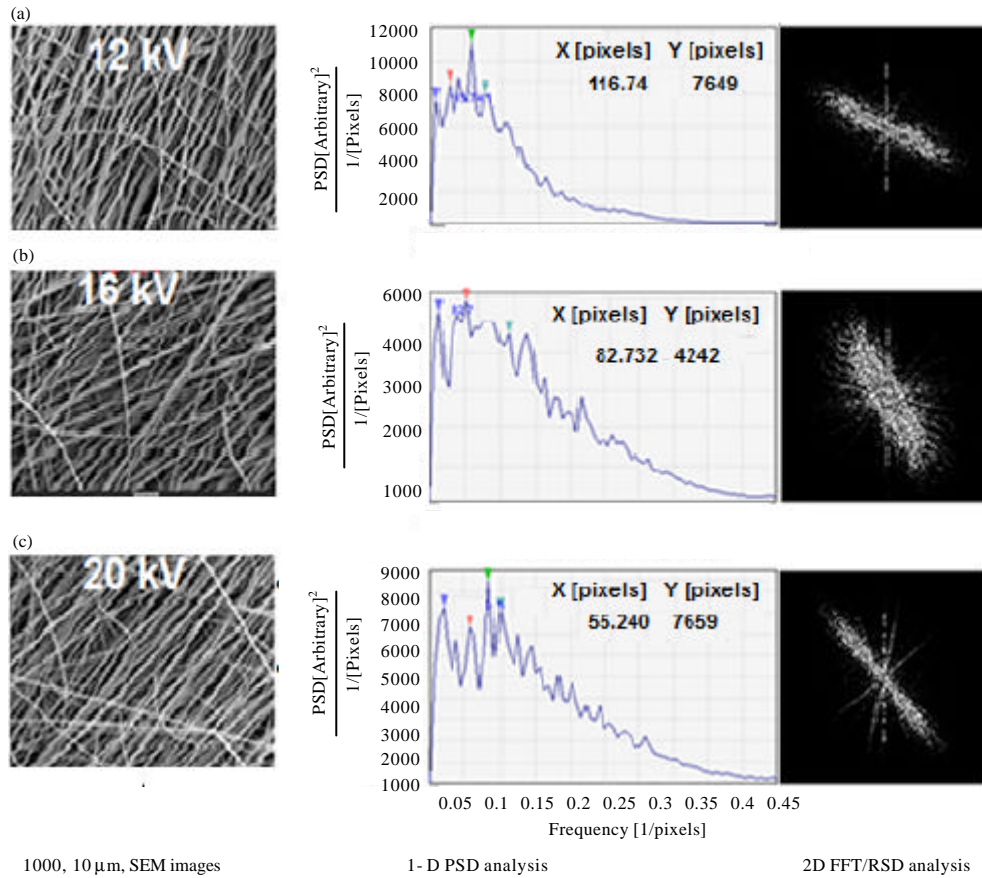 (a)
12 kV
PSD[Arbitrary]²
1/[Pixels]
12000
10000
8000
6000
4000
2000
X [pixels] Y [pixels]
116.74 7649
(b)
16 kV
PSD[Arbitrary]²
1/[Pixels]
6000
4000
3000
2000
1000
X [pixels] Y [pixels]
82.732 4242
(c)
20 kV
PSD[Arbitrary]²
1/[Pixels]
9000
8000
7000
6000
5000
4000
3000
2000
1000
X [pixels] Y [pixels]
55.240 7659
0.05 0.1 0.15 0.2 0.25 0.3 0.35 0.4 0.45
Frequency [1/pixels]
1000, 10 µm, SEM images
1- D PSD analysis
2D FFT/RSD analysis